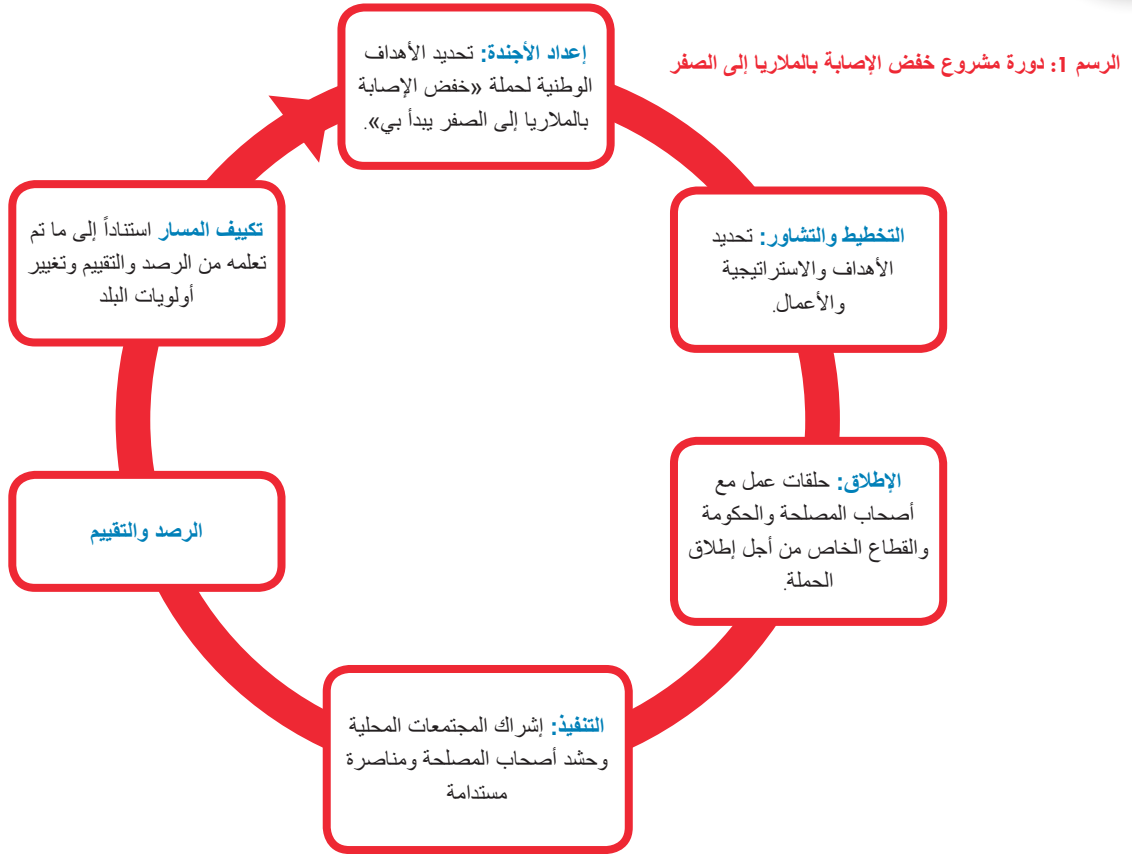 الرسم 1: دورة مشروع خفض الإصابة بالملاريا إلى الصفر
إعداد الأجندة: تحديد الأهداف
الوطنية لحملة «خفض الإصابة
بالملاريا إلى الصفر يبدأ بي».
التخطيط والتشاور: تحديد
الأهداف والاستراتيجية
والأعمال.
الإطلاق: حلقات عمل مع
أصحاب المصلحة والحكومة
والقطاع الخاص من أجل إطلاق
الحملة.
التنفيذ: إشراك المجتمعات المحلية
وحشد أصحاب المصلحة ومناصرة
مستدامة
الرصد والتقييم
تكييف المسار استناداً إلى ما تم
تعلمه من الرصد والتقييم وتغيير
أولويات البلد